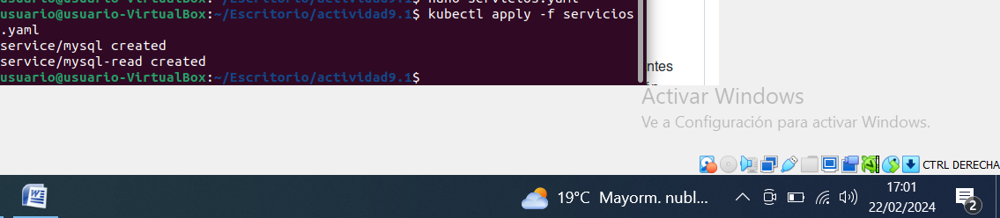 usuario@usuario-VirtualBox:~/Escritorio/actividad9.1$ nano servicios.yaml
usuario@usuario-VirtualBox:~/Escritorio/actividad9.1$ kubectl apply -f servicios
.yaml
service/mysql created
service/mysql-read created
usuario@usuario-VirtualBox:~/Escritorio/actividad9.1$
ntes
Activar Windows
Ve a Configuración para activar Windows.
CTRL DERECHA
19°C Mayorm. nubl...
17:01
22/02/2024
2